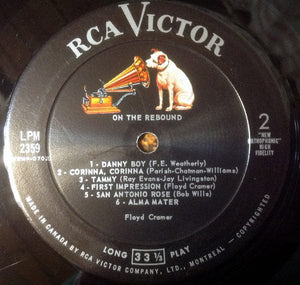 RCA VICTOR
ON THE REBOUND
LPM
2359
2
"NEW
ORTHOPHONIC"
HIGH
FIDELITY
1 - DANNY BOY (F.E. Weatherly)
2 - CORINNA, CORINNA (Parish-Chatman-Williams)
3 - TAMMY (Ray Evans-Jay Livingston)
4 - FIRST IMPRESSION (Floyd Cramer)
5 - SAN ANTONIO ROSE (Bob Wills)
6 - ALMA MATER
Floyd Cramer
LONG 33⅓ PLAY
MADE IN CANADA BY RCA VICTOR COMPANY, LTD., MONTREAL — COPYRIGHTED